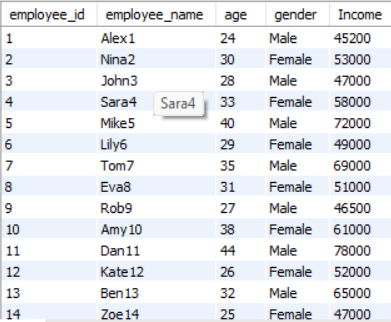 employee_id employee_name age gender Income
1 Alex1 24 Male 45200
2 Nina2 30 Female 53000
3 John3 28 Male 47000
4 Sara4 Sara4 33 Female 58000
5 Mike5 40 Male 72000
6 Lily6 29 Female 49000
7 Tom7 35 Male 69000
8 Eva8 31 Female 51000
9 Rob9 27 Male 46500
10 Amy10 38 Female 61000
11 Dan11 44 Male 78000
12 Kate12 26 Female 52000
13 Ben13 32 Male 65000
14 Zoe14 25 Female 47000